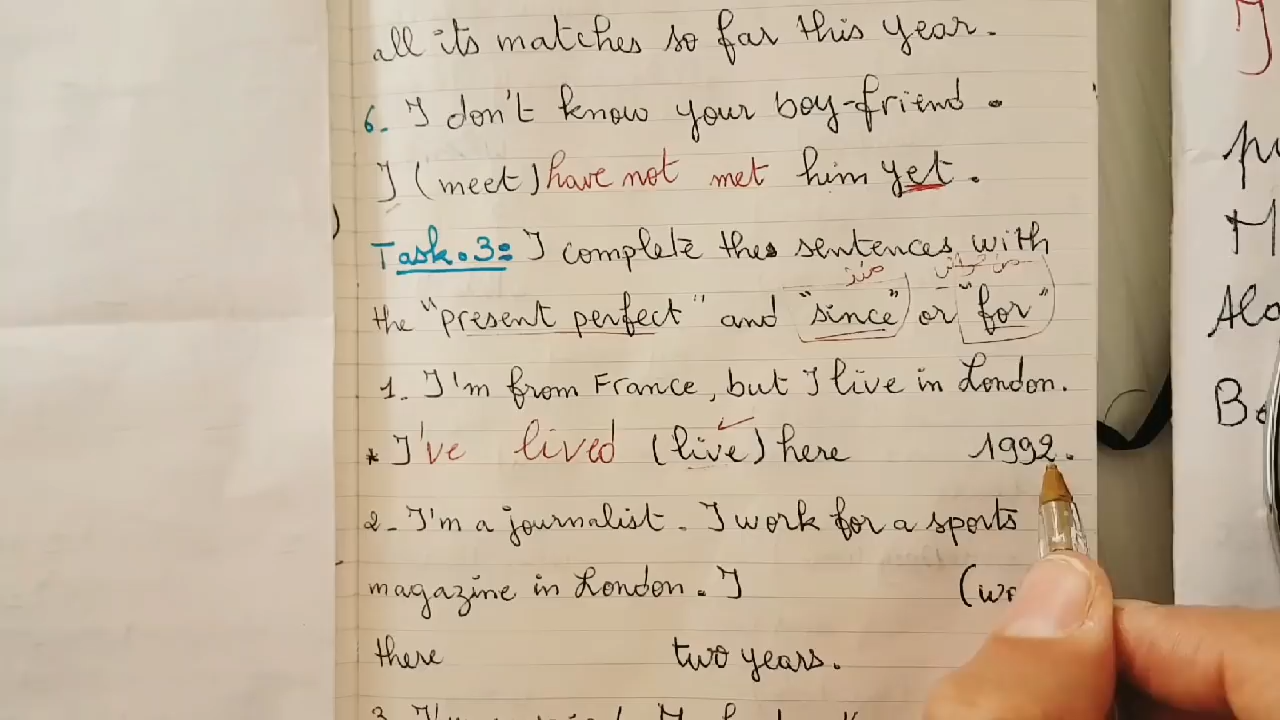 all its matches so far this year.
6. I don't know your boy-friend.
I (meet) have not met him yet.
Task.3: I complete thes sentences with
منذ
the "present perfect" and "since" or "for"
1. I'm from France, but I live in London.
* I've lived (live) here 1992.
2- I'm a journalist. I work for a sports
magazine in London. I
there two years.